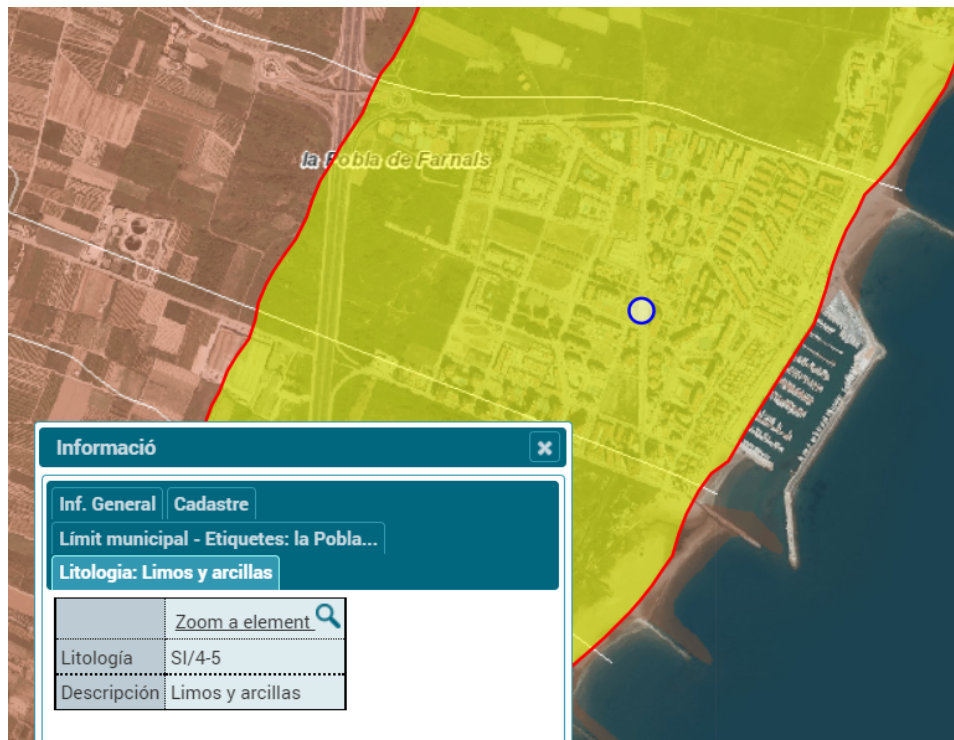 la Pobla de Farnals
Informació
Inf. General Cadastre
Límit municipal - Etiquetes: la Pobla...
Litologia: Limos y arcillas
Zoom a element
Litología SI/4-5
Descripción Limos y arcillas